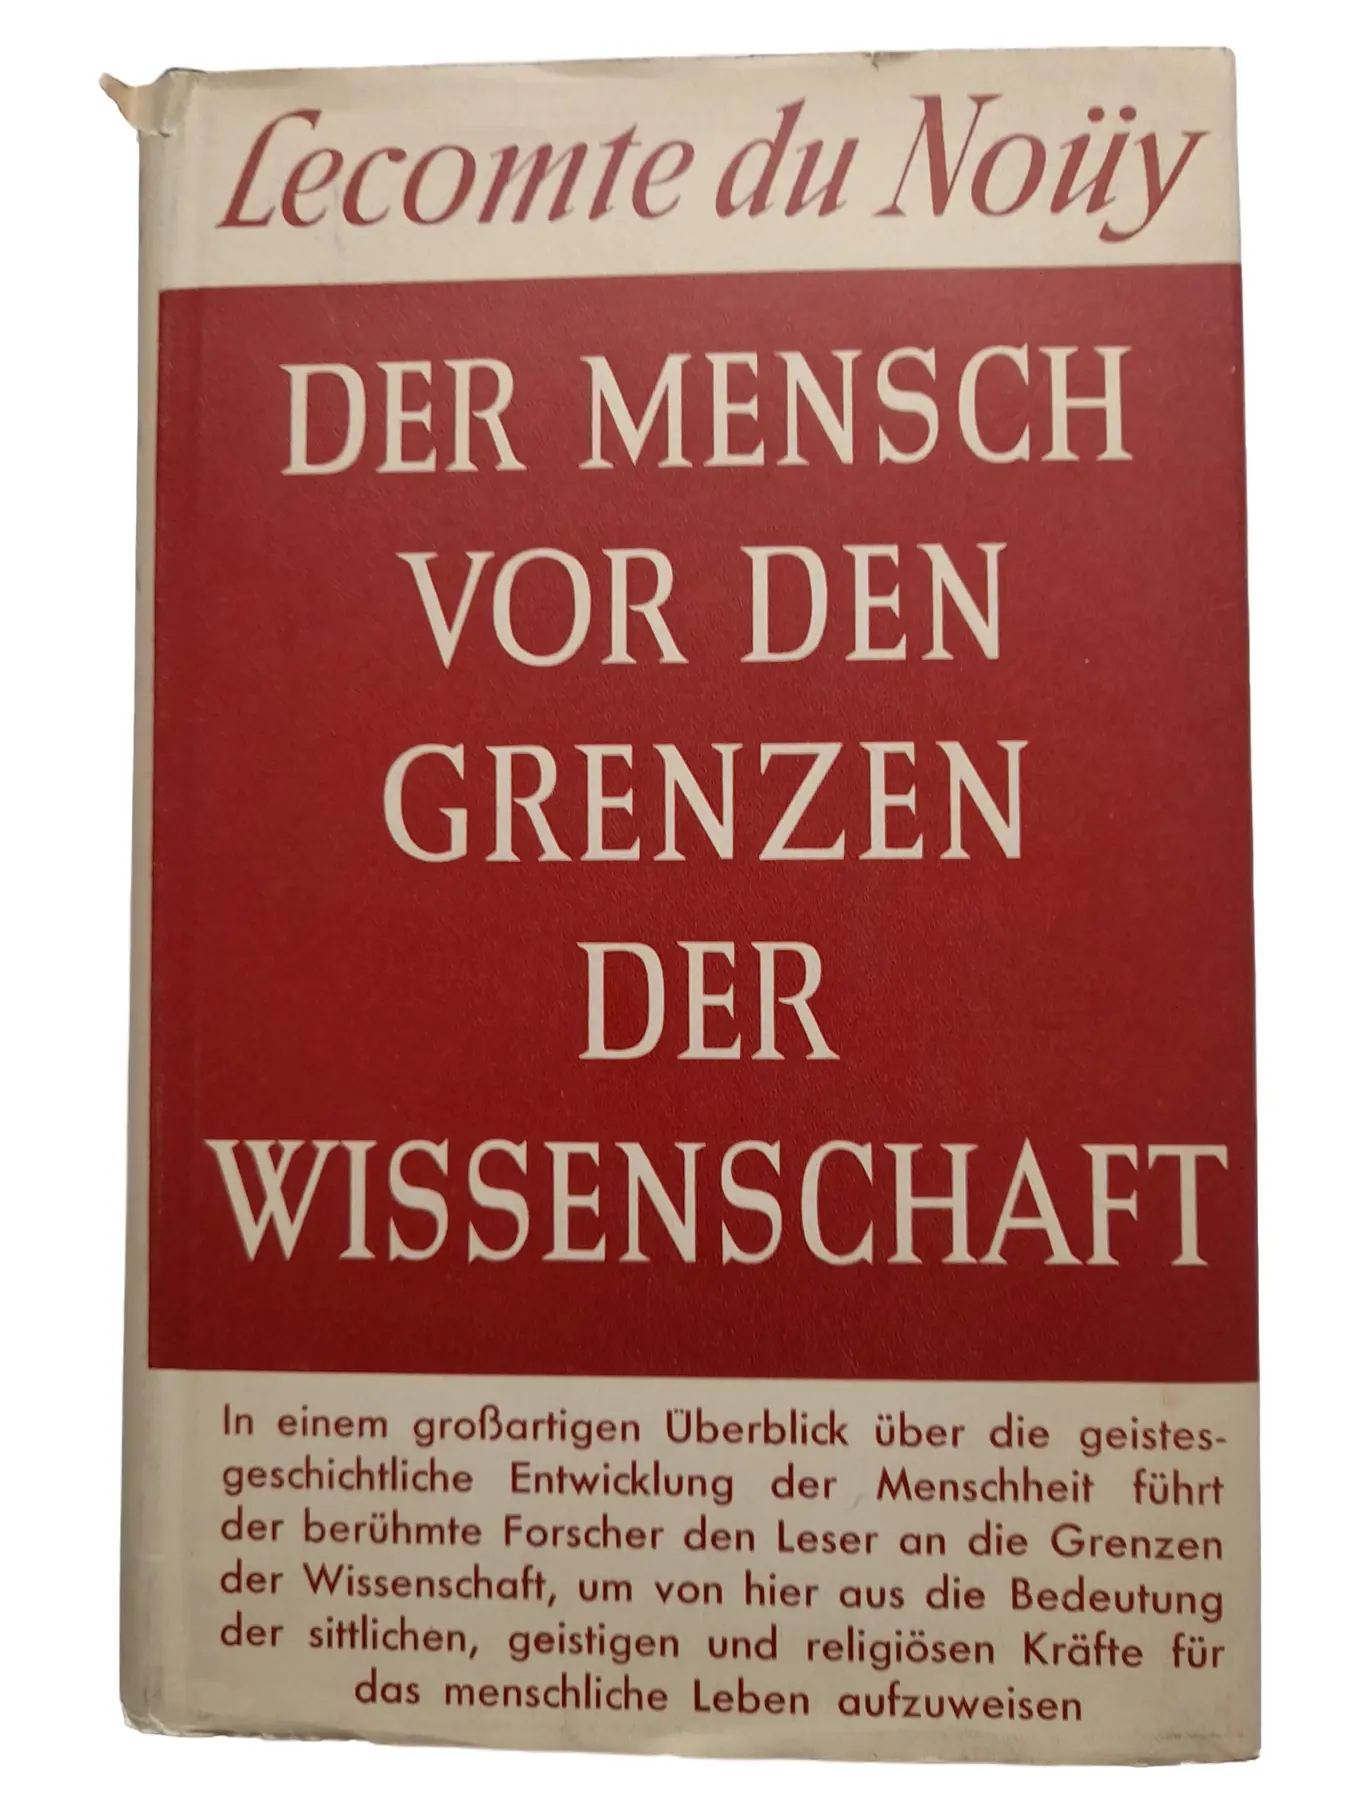 Lecomte du Noüy
DER MENSCH
VOR DEN
GRENZEN
DER
WISSENSCHAFT
In einem großartigen Überblick über die geistes-
geschichtliche Entwicklung der Menschheit führt
der berühmte Forscher den Leser an die Grenzen
der Wissenschaft, um von hier aus die Bedeutung
der sittlichen, geistigen und religiösen Kräfte für
das menschliche Leben aufzuweisen